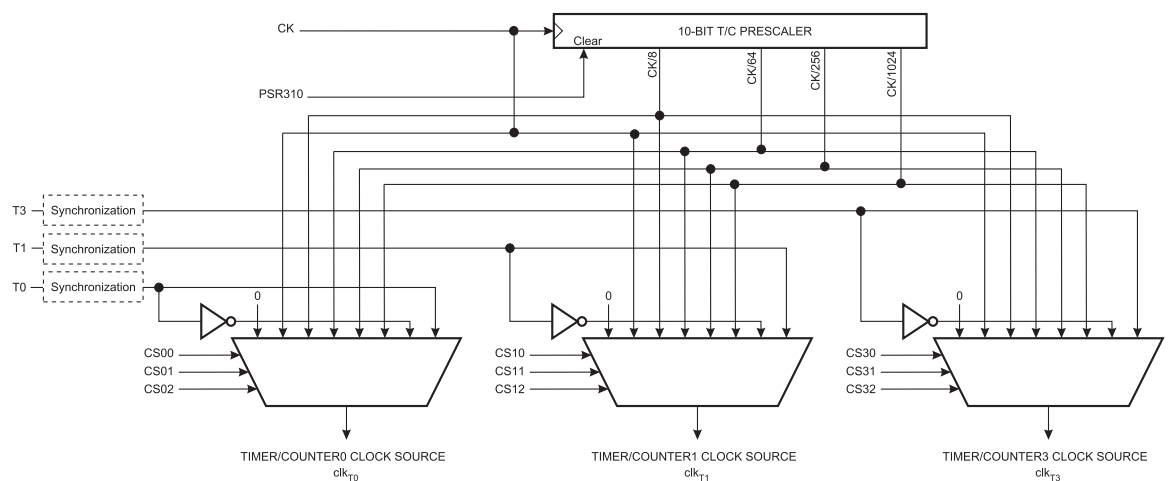 CK
10-BIT T/C PRESCALER
Clear
PSR310
CK/8
CK/64
CK/256
CK/1024
T3
Synchronization
T1
Synchronization
T0
Synchronization
0
0
0
CS00
CS01
CS02
CS10
CS11
CS12
CS30
CS31
CS32
TIMER/COUNTER0 CLOCK SOURCE
clkT0
TIMER/COUNTER1 CLOCK SOURCE
clkT1
TIMER/COUNTER3 CLOCK SOURCE
clkT3